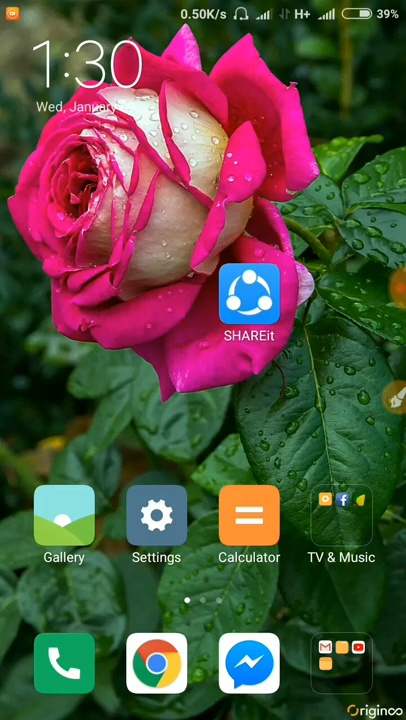 0.50K/s H+ 39%
1:30
Wed, January
SHAREit
Gallery
Settings
Calculator
TV & Music
Originoo